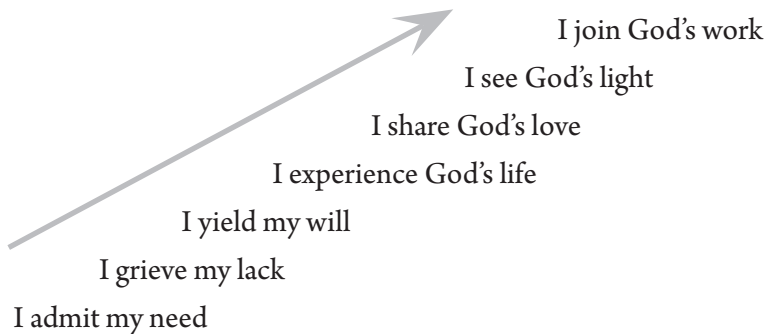 I join God’s work
I see God’s light
I share God’s love
I experience God’s life
I yield my will
I grieve my lack
I admit my need